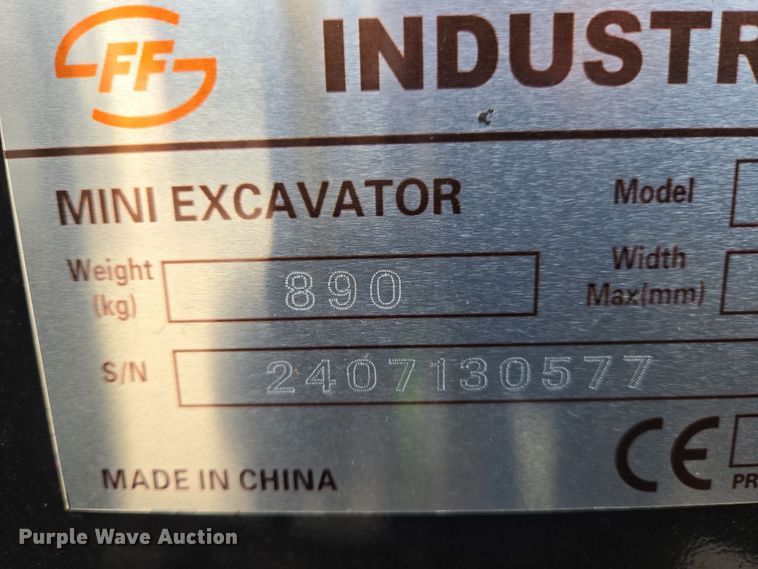 FF INDUSTR
MINI EXCAVATOR Model
Weight (kg) 890 Width Max(mm)
S/N 2407130577
MADE IN CHINA CE PR
Purple Wave Auction